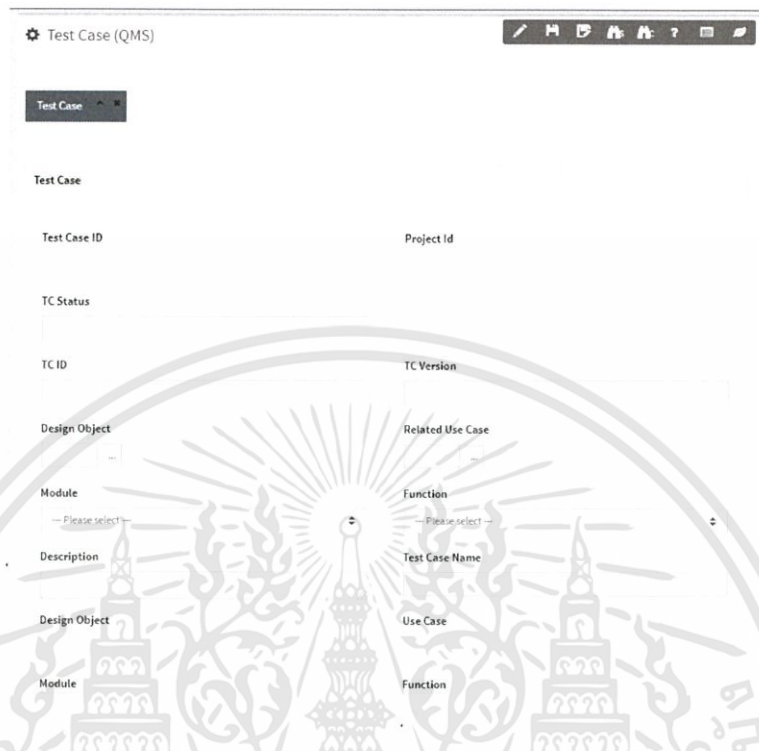 Test Case (QMS)
Test Case
Test Case
Test Case ID Project Id
TC Status
TC ID TC Version
Design Object Related Use Case
... ...
Module Function
--- Please select --- --- Please select ---
Description Test Case Name
Design Object Use Case
Module Function